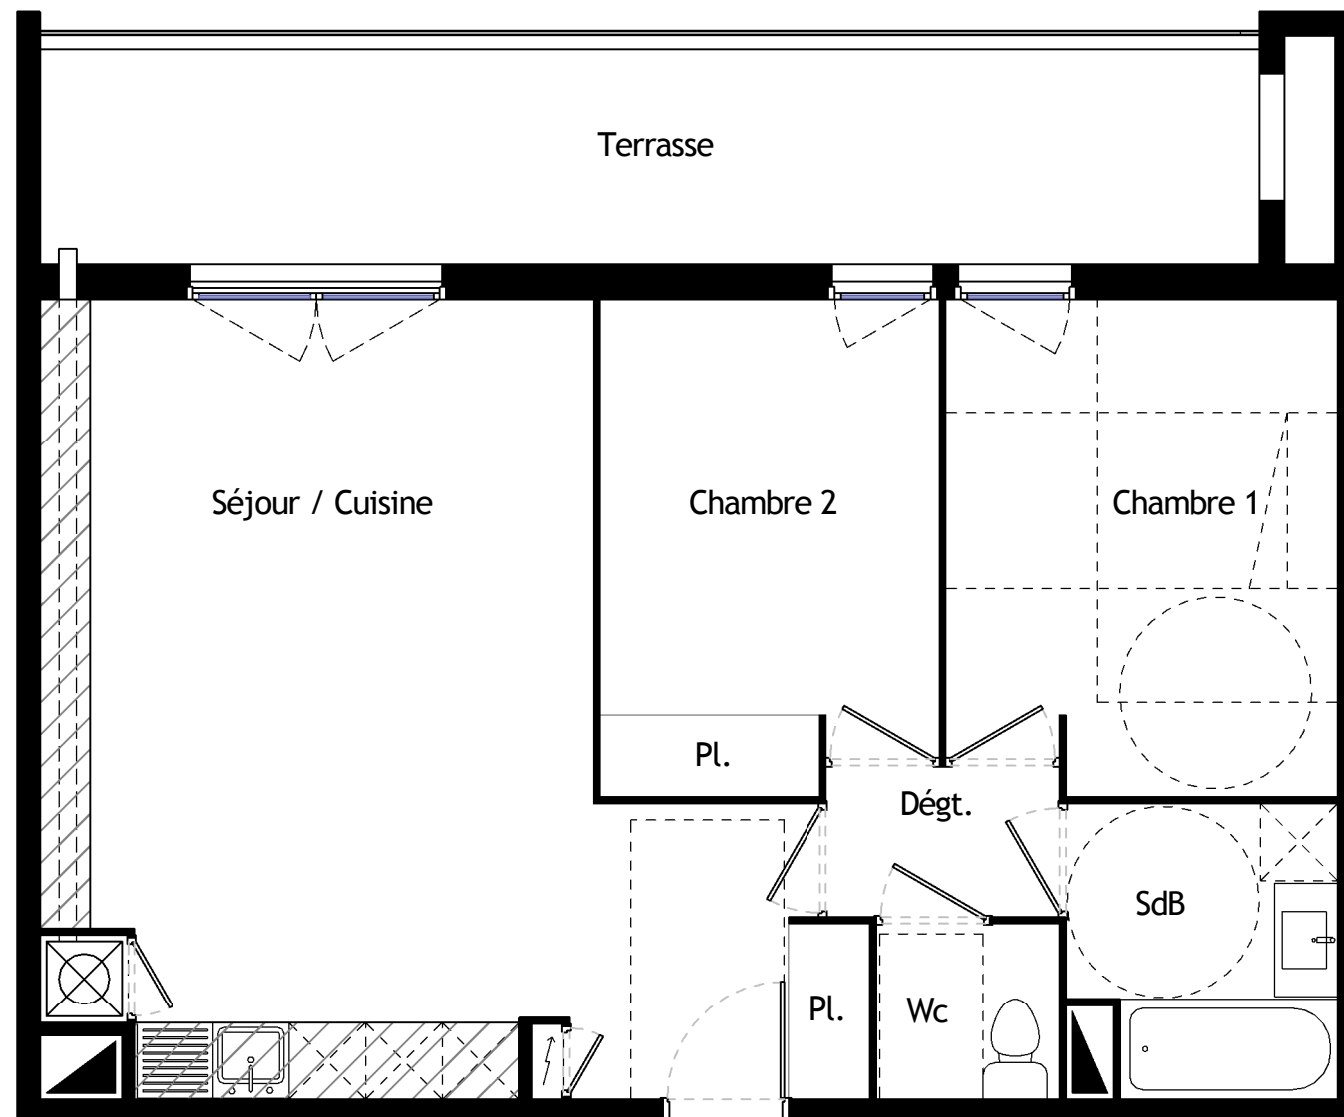 Terrasse
Séjour / Cuisine
Chambre 2
Chambre 1
Pl.
Dégt.
SdB
Pl.
Wc